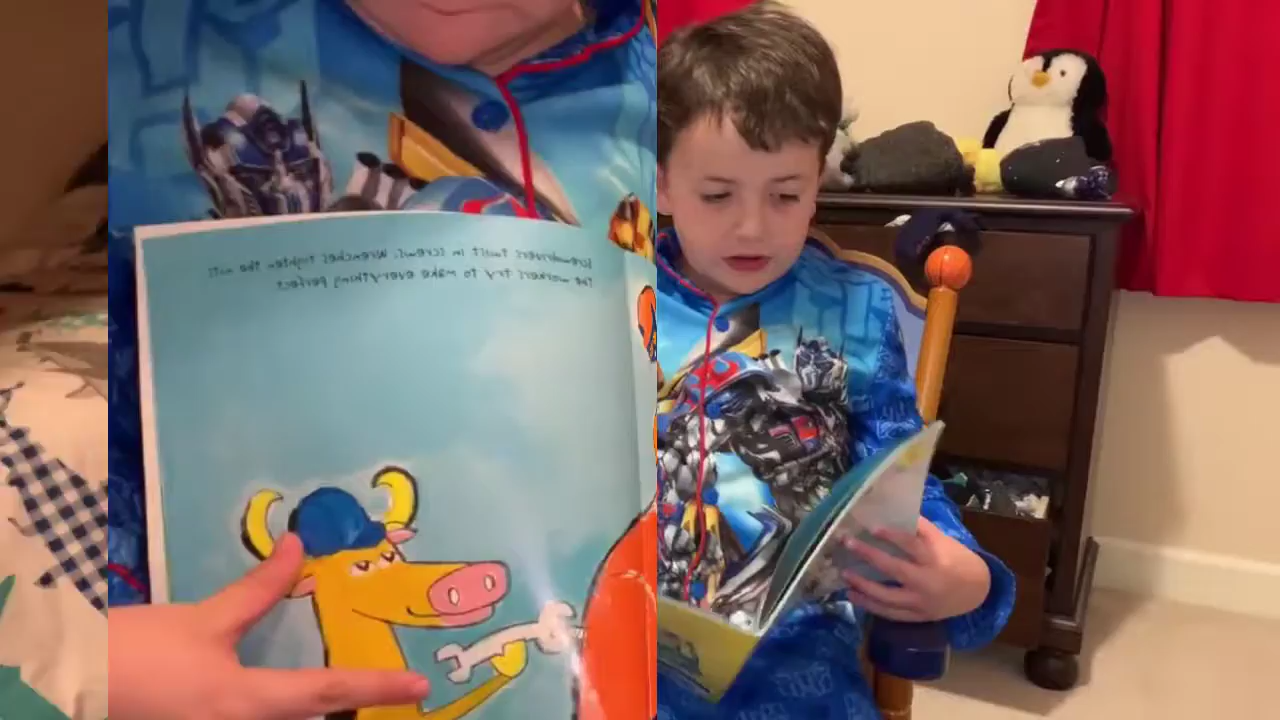 Screwdrivers twist in screws. Wrenches tighten the nuts.
The workers try to make everything perfect